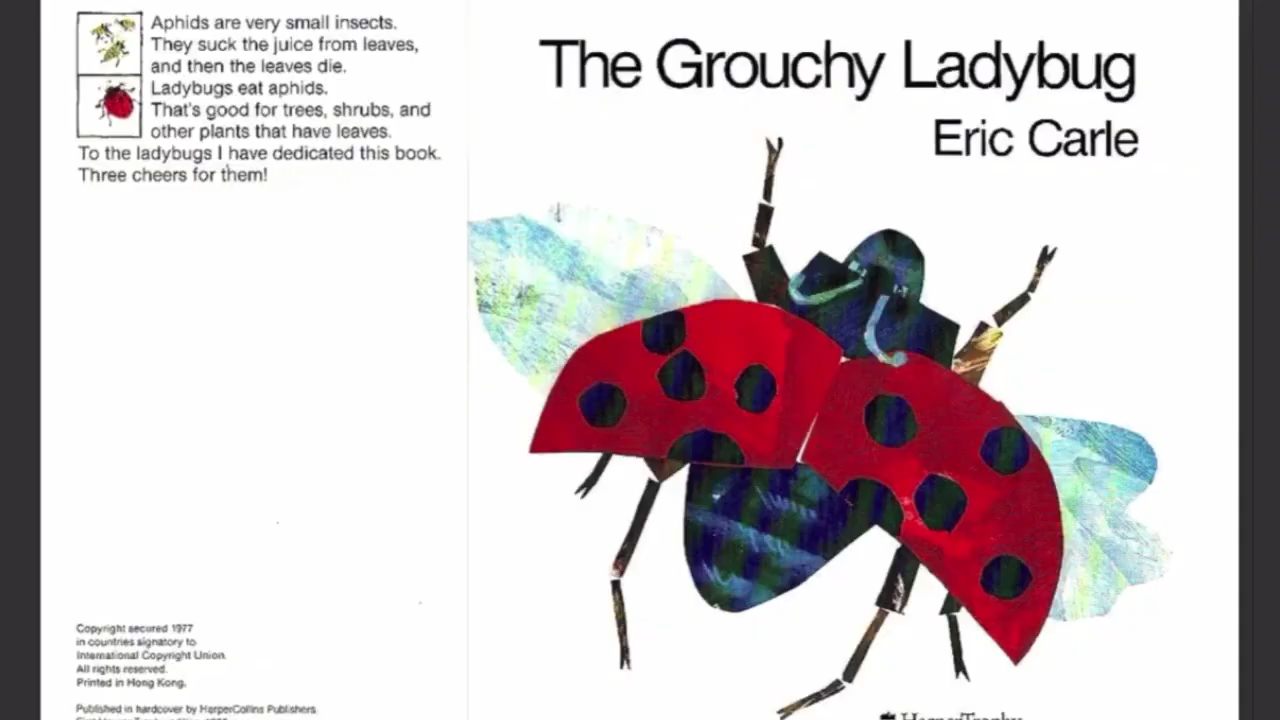 Aphids are very small insects.
They suck the juice from leaves,
and then the leaves die.
Ladybugs eat aphids.
That's good for trees, shrubs, and
other plants that have leaves.
To the ladybugs I have dedicated this book.
Three cheers for them!
Copyright secured 1977
in countries signatory to
International Copyright Union.
All rights reserved.
Printed in Hong Kong.
Published in hardcover by HarperCollins Publishers.
The Grouchy Ladybug
Eric Carle
HarperTrophy